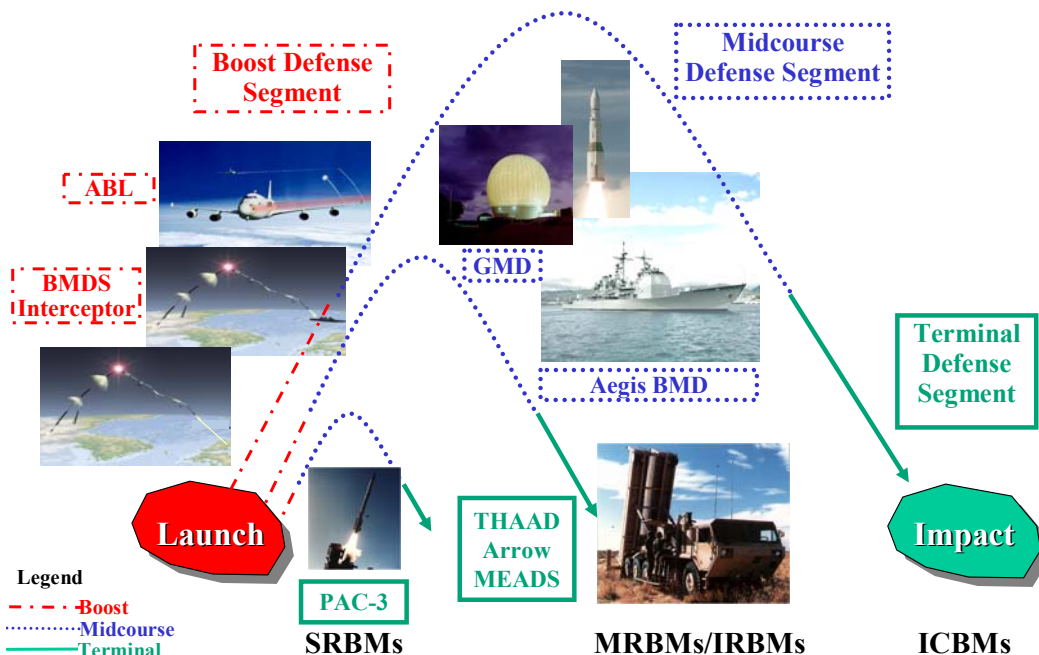 Boost Defense
Segment
Midcourse
Defense Segment
ABL
BMDS
Interceptor
GMD
Aegis BMD
Terminal
Defense
Segment
Launch
THAAD
Arrow
MEADS
Impact
PAC-3
Legend
Boost
Midcourse
Terminal
SRBMs
MRBMs/IRBMs
ICBMs